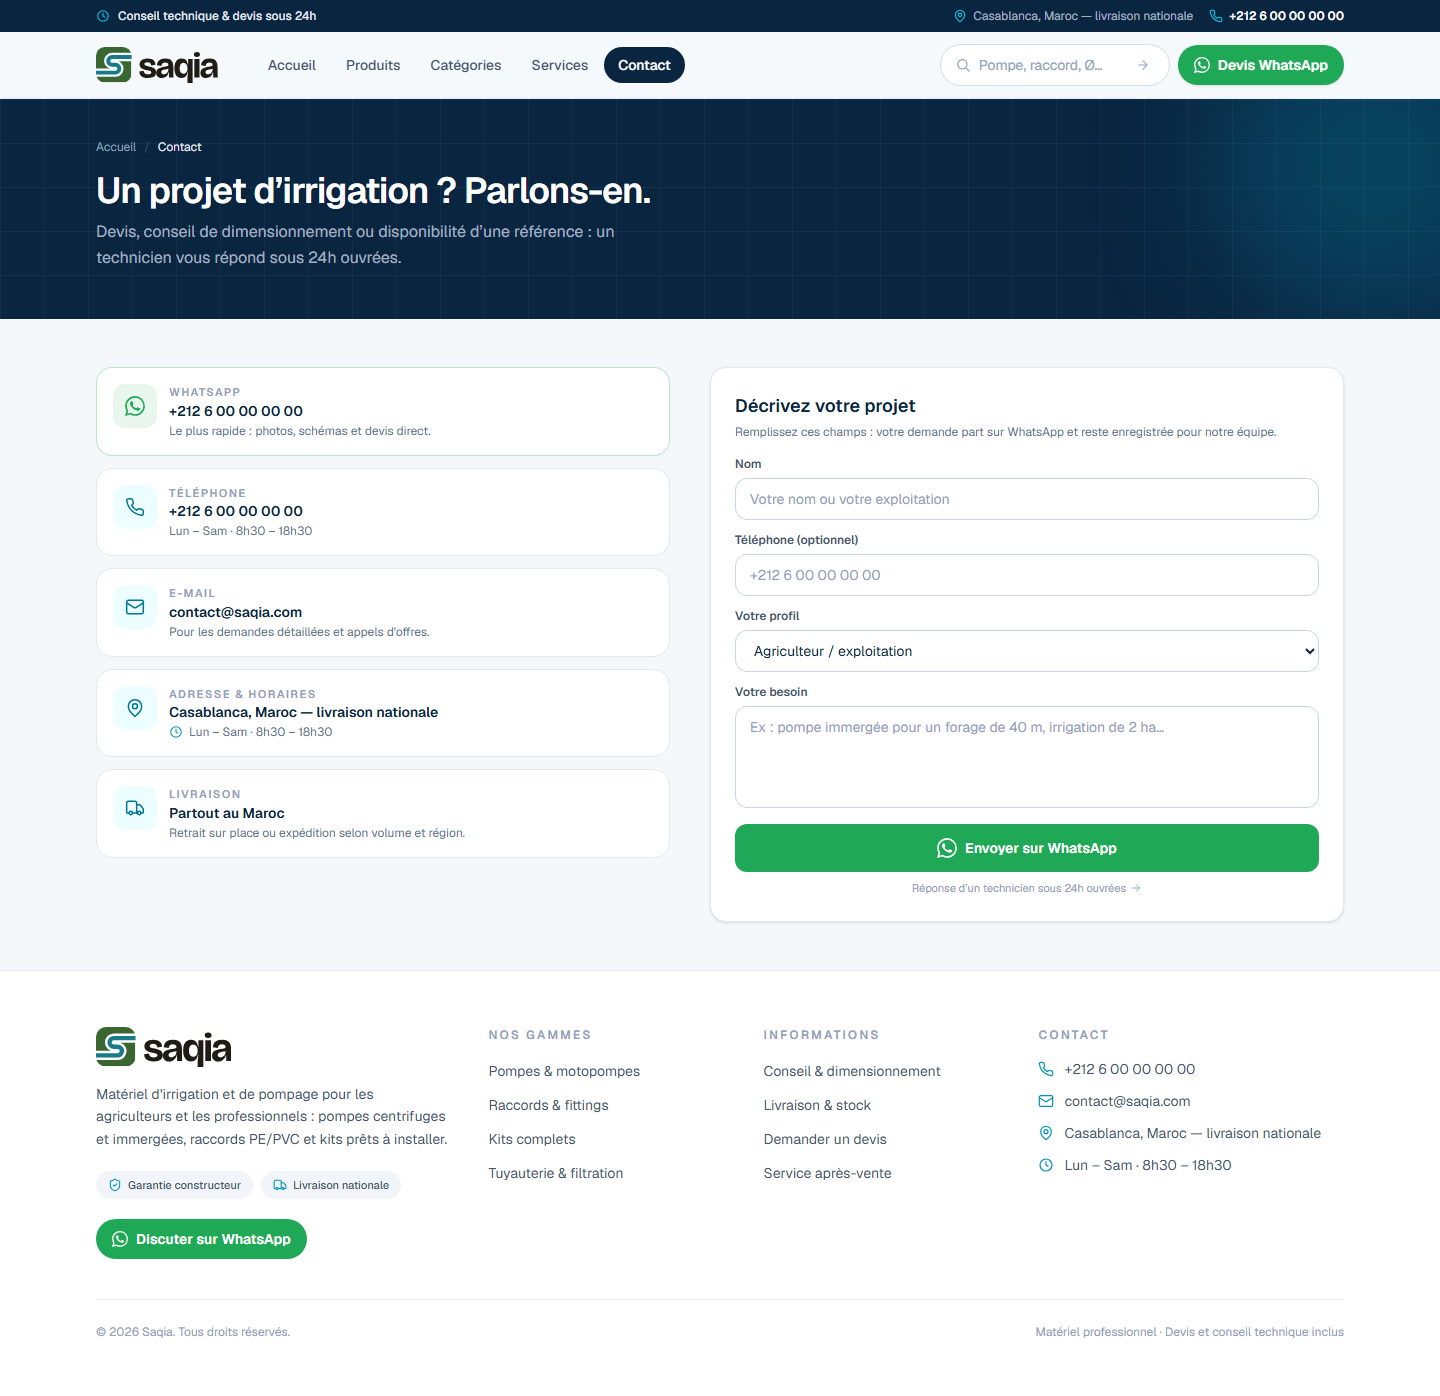 Conseil technique & devis sous 24h
Casablanca, Maroc — livraison nationale
+212 6 00 00 00 00
saqia
Accueil
Produits
Catégories
Services
Contact
Pompe, raccord, Ø…
Devis WhatsApp
Accueil / Contact
Un projet d’irrigation ? Parlons-en.
Devis, conseil de dimensionnement ou disponibilité d’une référence : un
technicien vous répond sous 24h ouvrées.
WHATSAPP
+212 6 00 00 00 00
Le plus rapide : photos, schémas et devis direct.
TÉLÉPHONE
+212 6 00 00 00 00
Lun – Sam · 8h30 – 18h30
E-MAIL
contact@saqia.com
Pour les demandes détaillées et appels d’offres.
ADRESSE & HORAIRES
Casablanca, Maroc — livraison nationale
Lun – Sam · 8h30 – 18h30
LIVRAISON
Partout au Maroc
Retrait sur place ou expédition selon volume et région.
Décrivez votre projet
Remplissez ces champs : votre demande part sur WhatsApp et reste enregistrée pour notre équipe.
Nom
Votre nom ou votre exploitation
Téléphone (optionnel)
+212 6 00 00 00 00
Votre profil
Agriculteur / exploitation
Votre besoin
Ex : pompe immergée pour un forage de 40 m, irrigation de 2 ha…
Envoyer sur WhatsApp
Réponse d’un technicien sous 24h ouvrées →
saqia
Matériel d’irrigation et de pompage pour les
agriculteurs et les professionnels : pompes centrifuges
et immergées, raccords PE/PVC et kits prêts à installer.
Garantie constructeur
Livraison nationale
Discuter sur WhatsApp
NOS GAMMES
Pompes & motopompes
Raccords & fittings
Kits complets
Tuyauterie & filtration
INFORMATIONS
Conseil & dimensionnement
Livraison & stock
Demander un devis
Service après-vente
CONTACT
+212 6 00 00 00 00
contact@saqia.com
Casablanca, Maroc — livraison nationale
Lun – Sam · 8h30 – 18h30
© 2026 Saqia. Tous droits réservés.
Matériel professionnel · Devis et conseil technique inclus